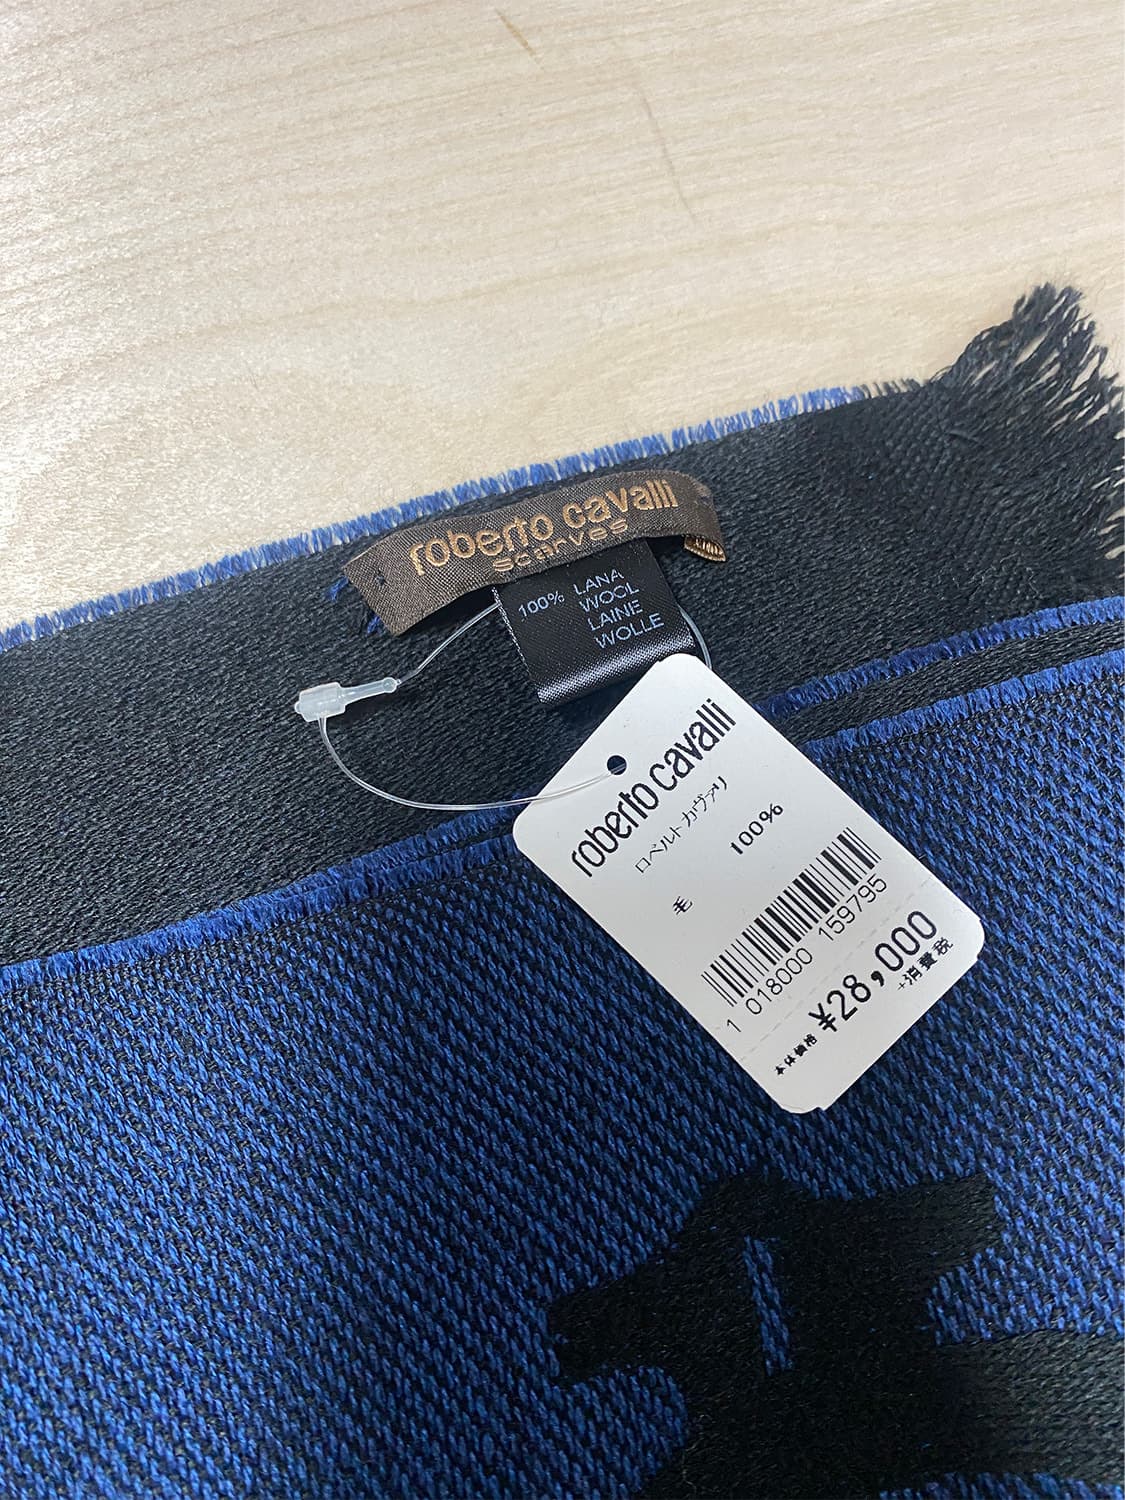 roberto cavalli
scarves
100% LANA
WOOL
LAINE
WOLLE
roberto cavalli
ロベルト カヴァリ
毛 100%
1 018000 159795
本体価格 ¥28,000
+消費税